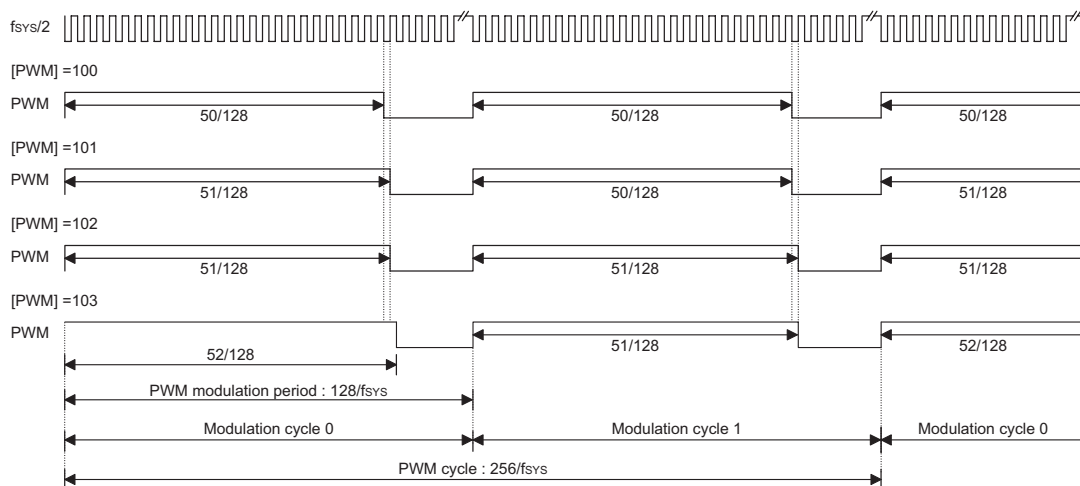 fSYS/2
[PWM] =100
PWM
50/128 50/128 50/128
[PWM] =101
PWM
51/128 50/128 51/128
[PWM] =102
PWM
51/128 51/128 51/128
[PWM] =103
PWM
51/128 52/128
52/128
PWM modulation period : 128/fSYS
Modulation cycle 0 Modulation cycle 1 Modulation cycle 0
PWM cycle : 256/fSYS